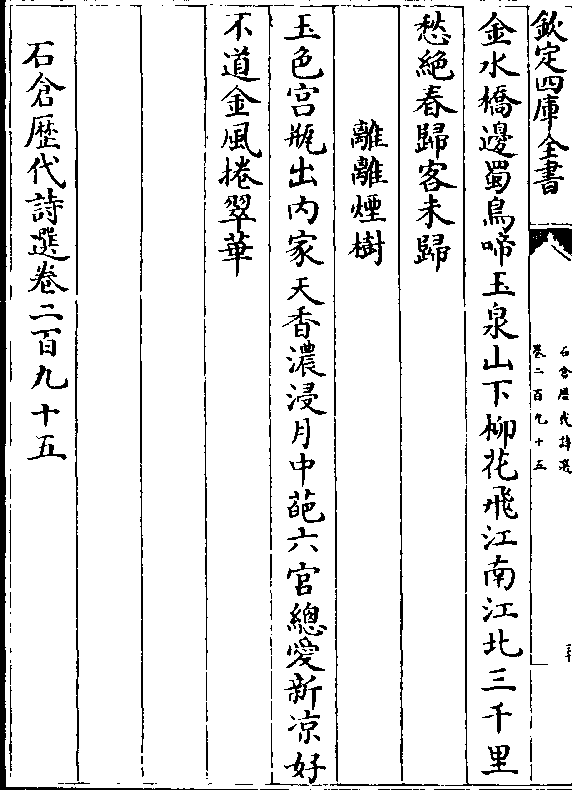 欽定四庫全書
石倉歷代詩選
卷二百九十五
金水橋邊蜀鳥啼玉泉山下柳花飛江南江北三千里
愁絕春歸客未歸
離離煙樹
玉色宫瓶出内家天香濃浸月中葩六宫總愛新凉好
不道金風捲翠華
石倉歷代詩選卷二百九十五